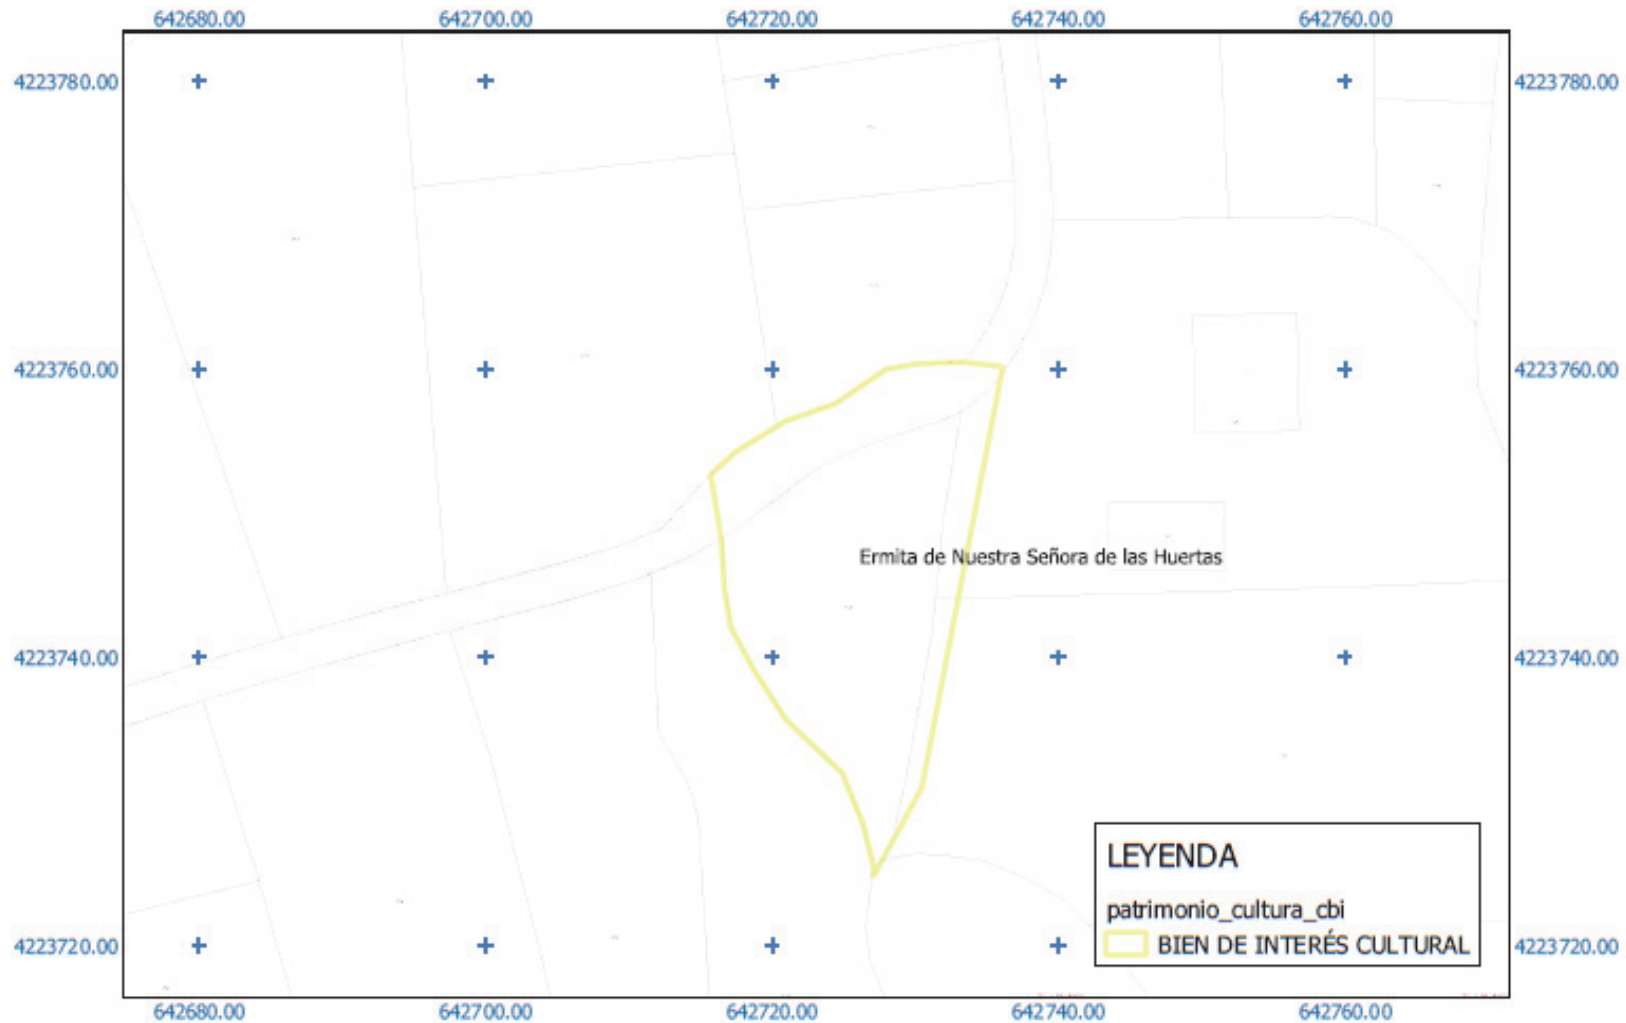 642680.00 642700.00 642720.00 642740.00 642760.00
4223780.00 4223780.00
4223760.00 4223760.00
Ermita de Nuestra Señora de las Huertas
4223740.00 4223740.00
LEYENDA
patrimonio_cultura_cbi
BIEN DE INTERÉS CULTURAL
4223720.00 4223720.00
642680.00 642700.00 642720.00 642740.00 642760.00